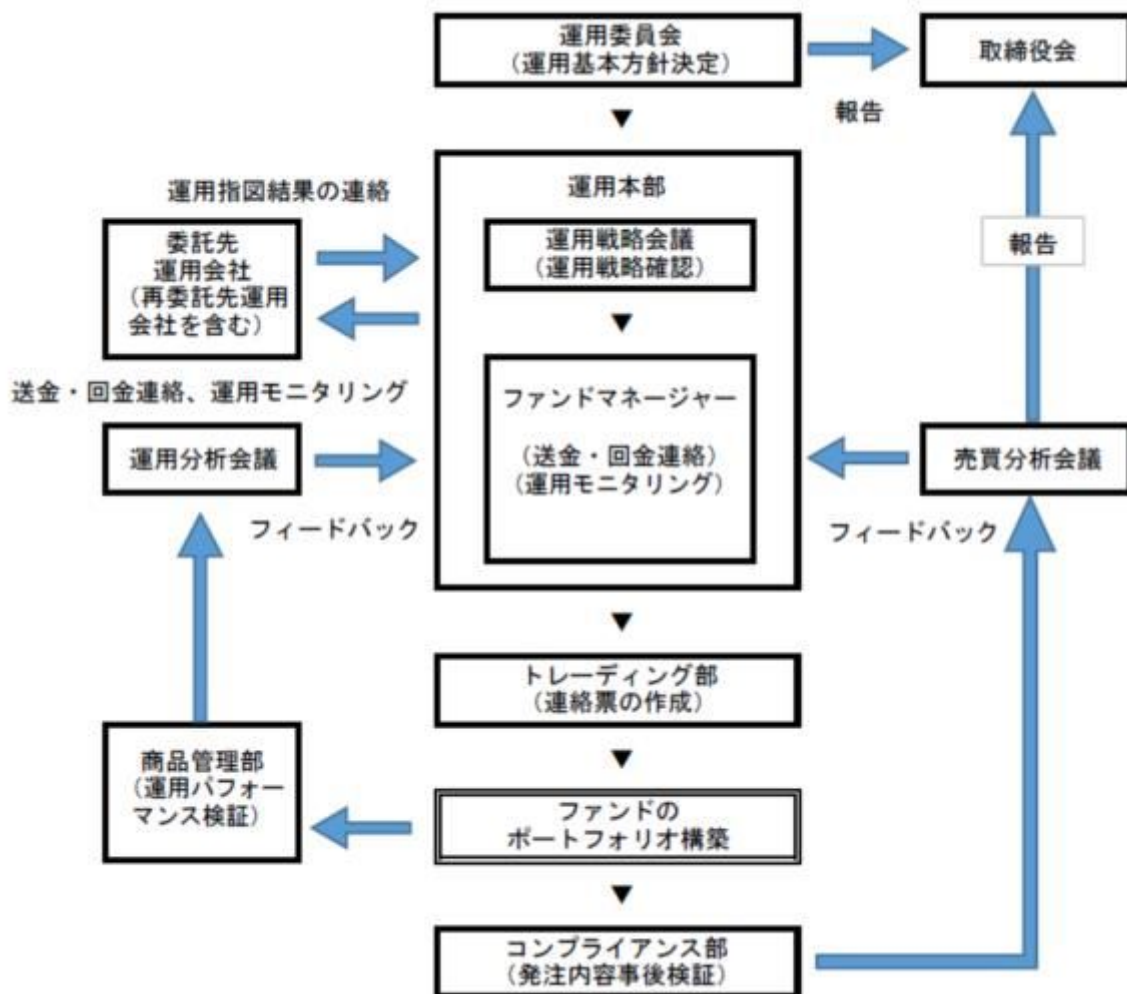 運用委員会
（運用基本方針決定）
取締役会
報告
運用本部
運用指図結果の連絡
委託先
運用会社
（再委託先運用
会社を含む）
運用戦略会議
（運用戦略確認）
報告
送金・回金連絡、運用モニタリング
ファンドマネージャー
（送金・回金連絡）
（運用モニタリング）
運用分析会議
売買分析会議
フィードバック
フィードバック
トレーディング部
（連絡票の作成）
商品管理部
（運用パフォー
マンス検証）
ファンドの
ポートフォリオ構築
コンプライアンス部
（発注内容事後検証）